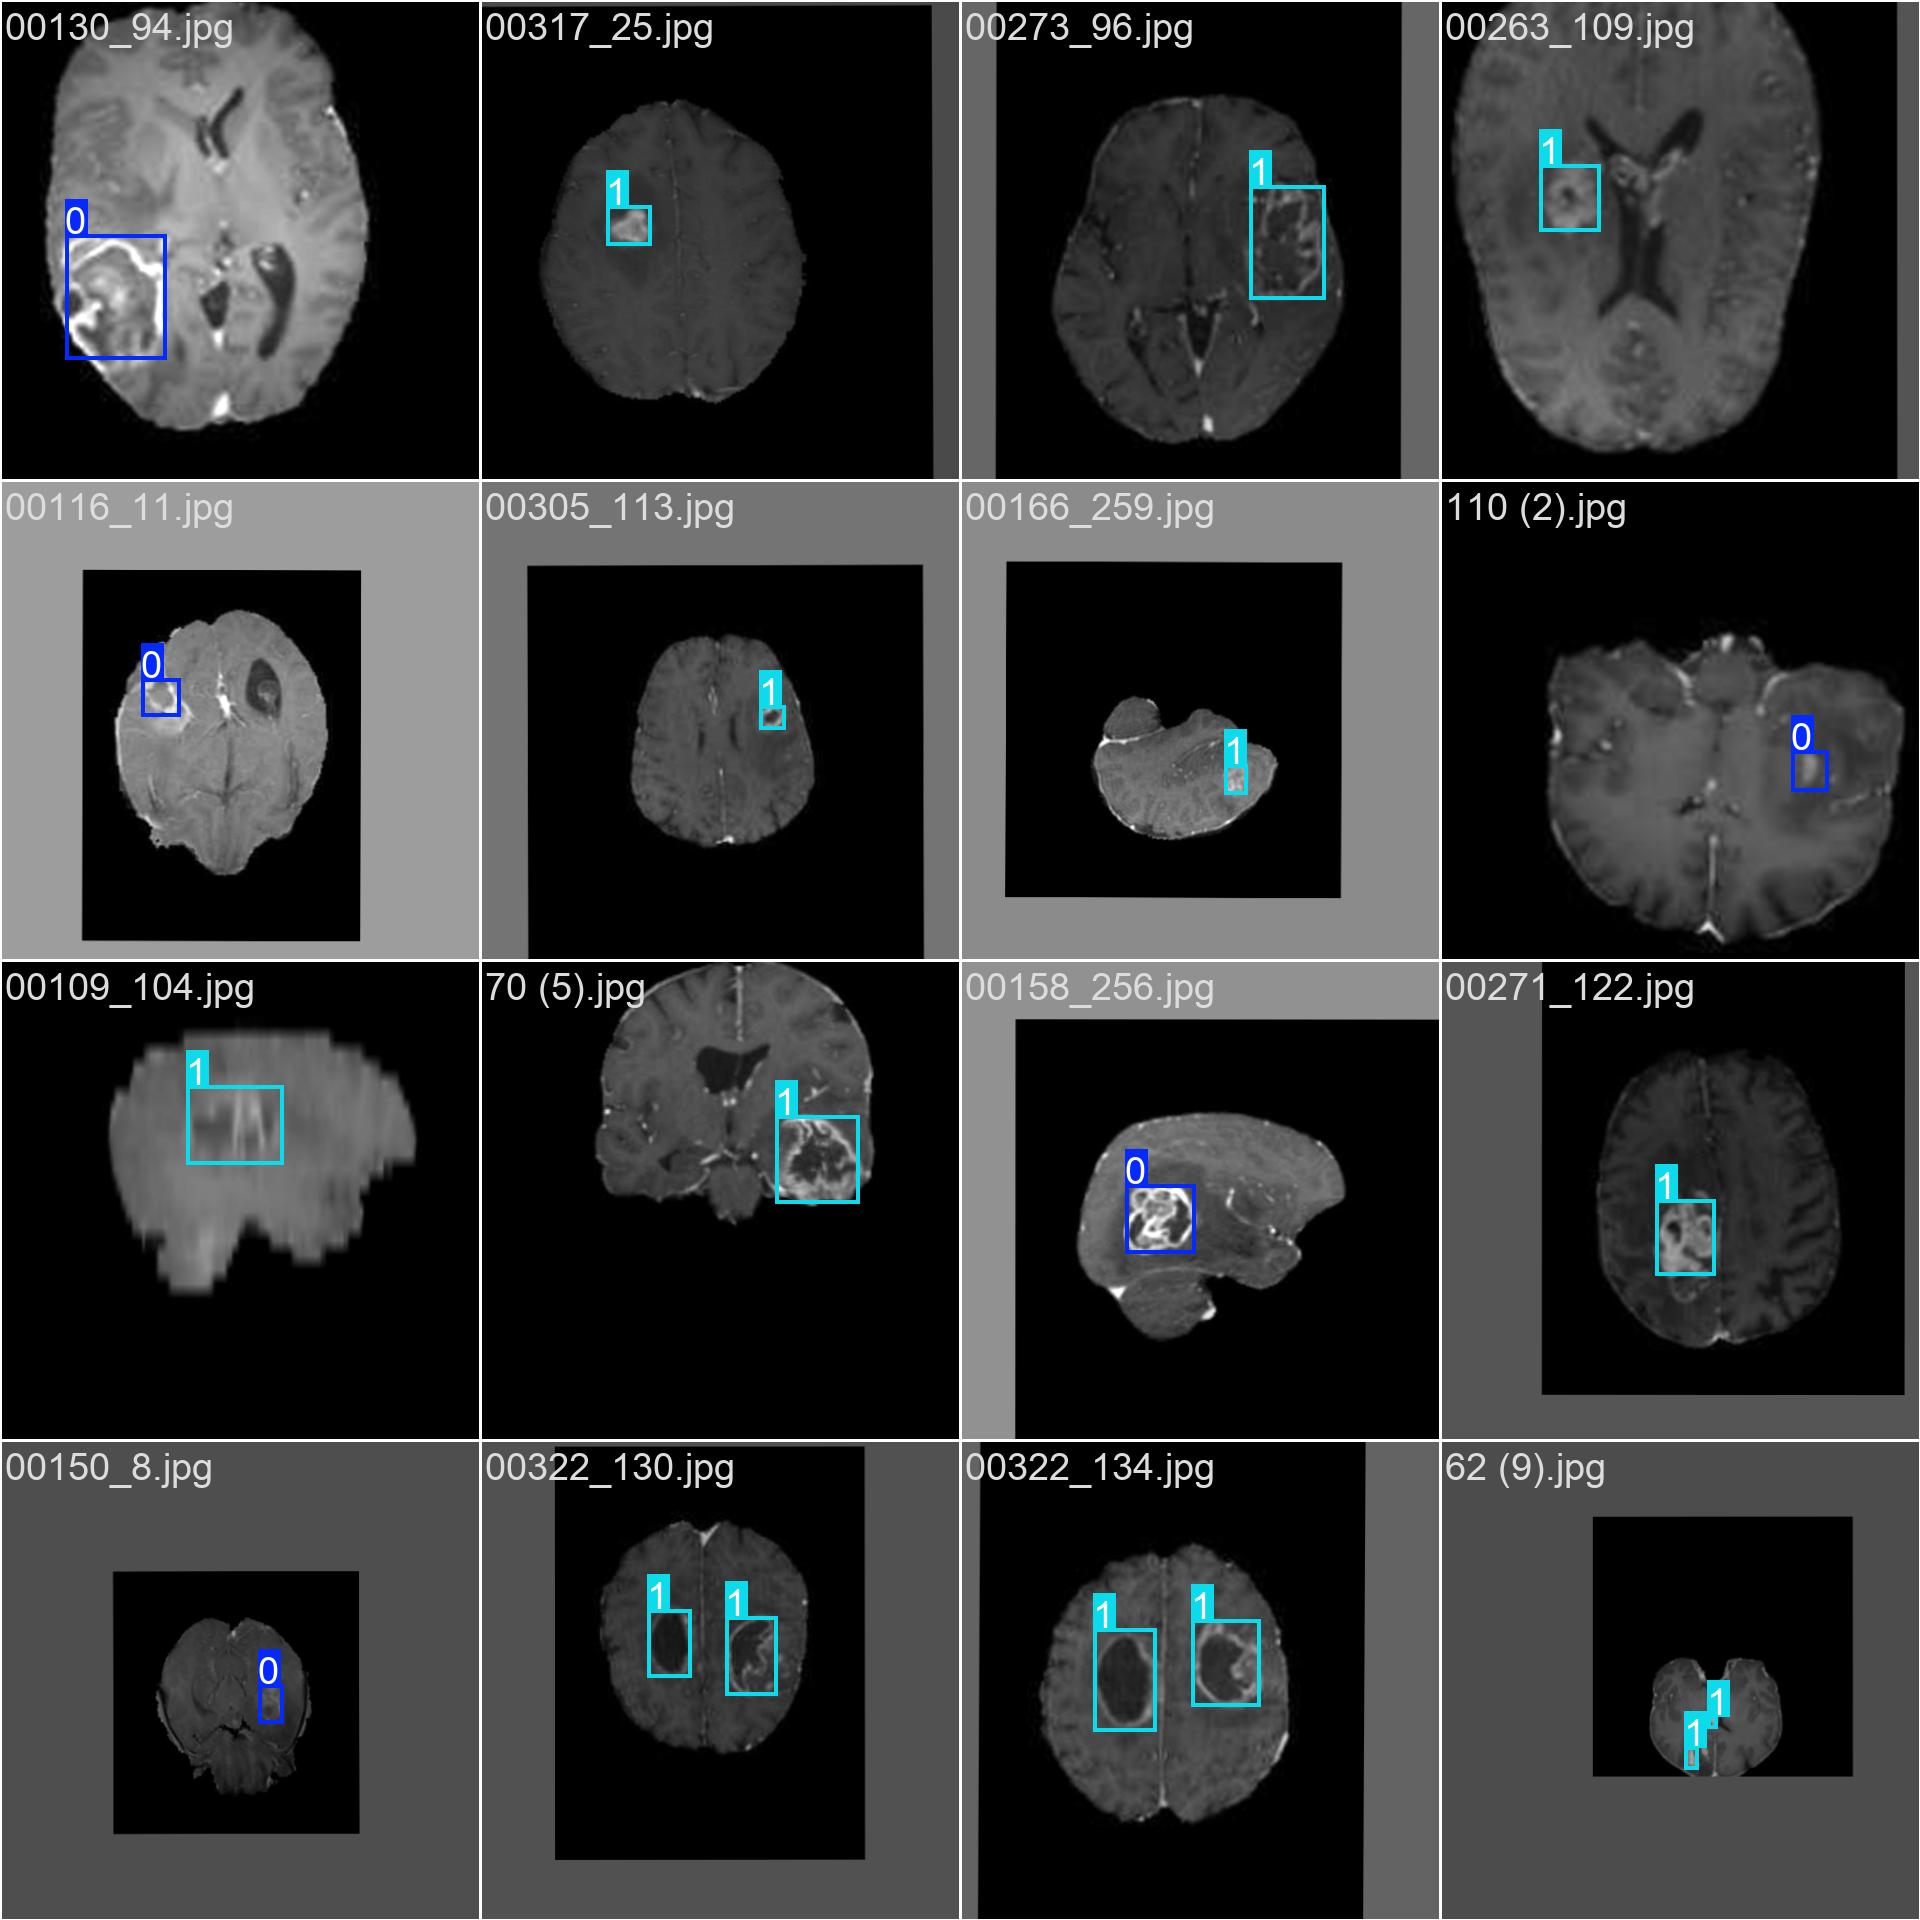 00130_94.jpg
00317_25.jpg
00273_96.jpg
00263_109.jpg
1
1
1
0
00116_11.jpg
00305_113.jpg
00166_259.jpg
110 (2).jpg
0
1
0
1
00109_104.jpg
70 (5).jpg
00158_256.jpg
00271_122.jpg
1
1
0
1
00150_8.jpg
00322_130.jpg
00322_134.jpg
62 (9).jpg
1
1
1
1
0
1
1